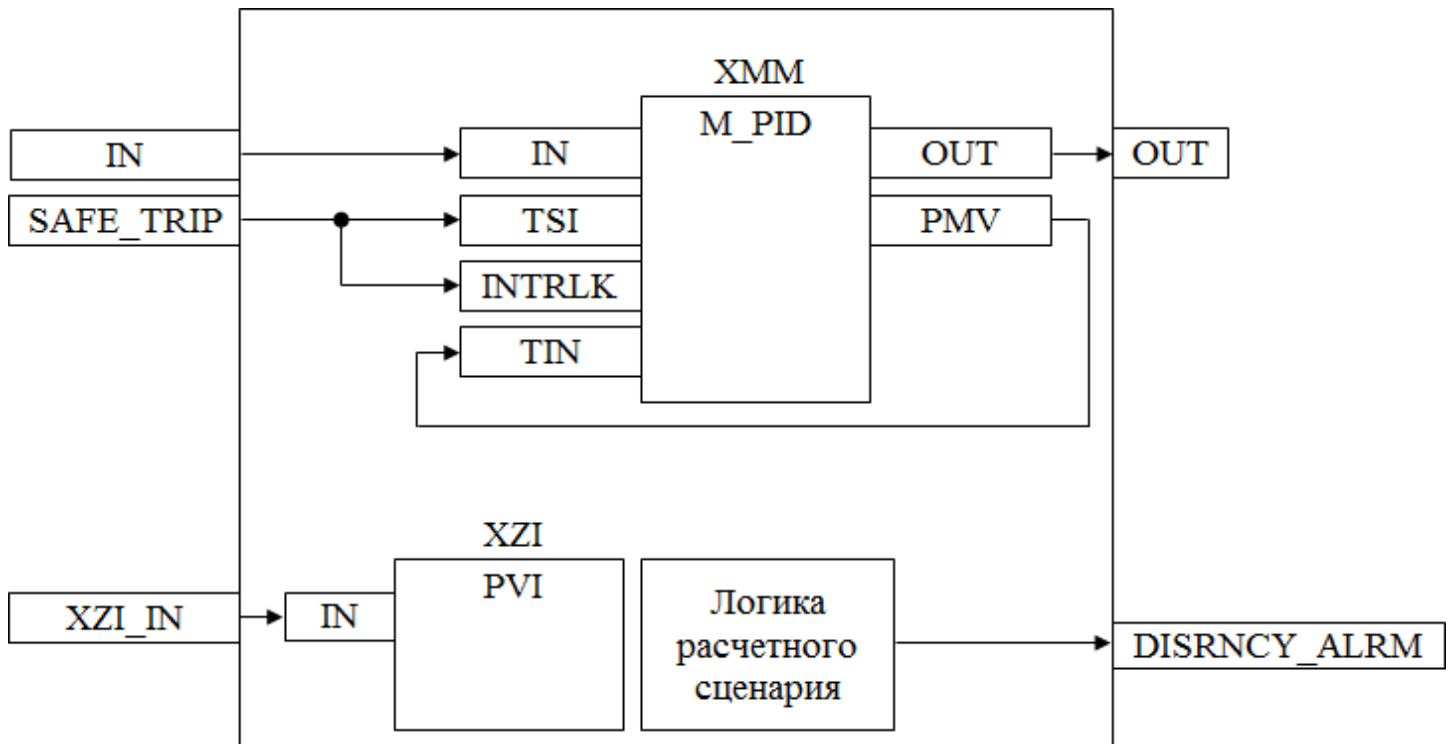 XMM
M_PID
IN
IN
OUT
OUT
SAFE_TRIP
TSI
PMV
INTRLK
TIN
XZI
PVI
XZI_IN
IN
Логика
расчетного
сценария
DISRNCY_ALRM